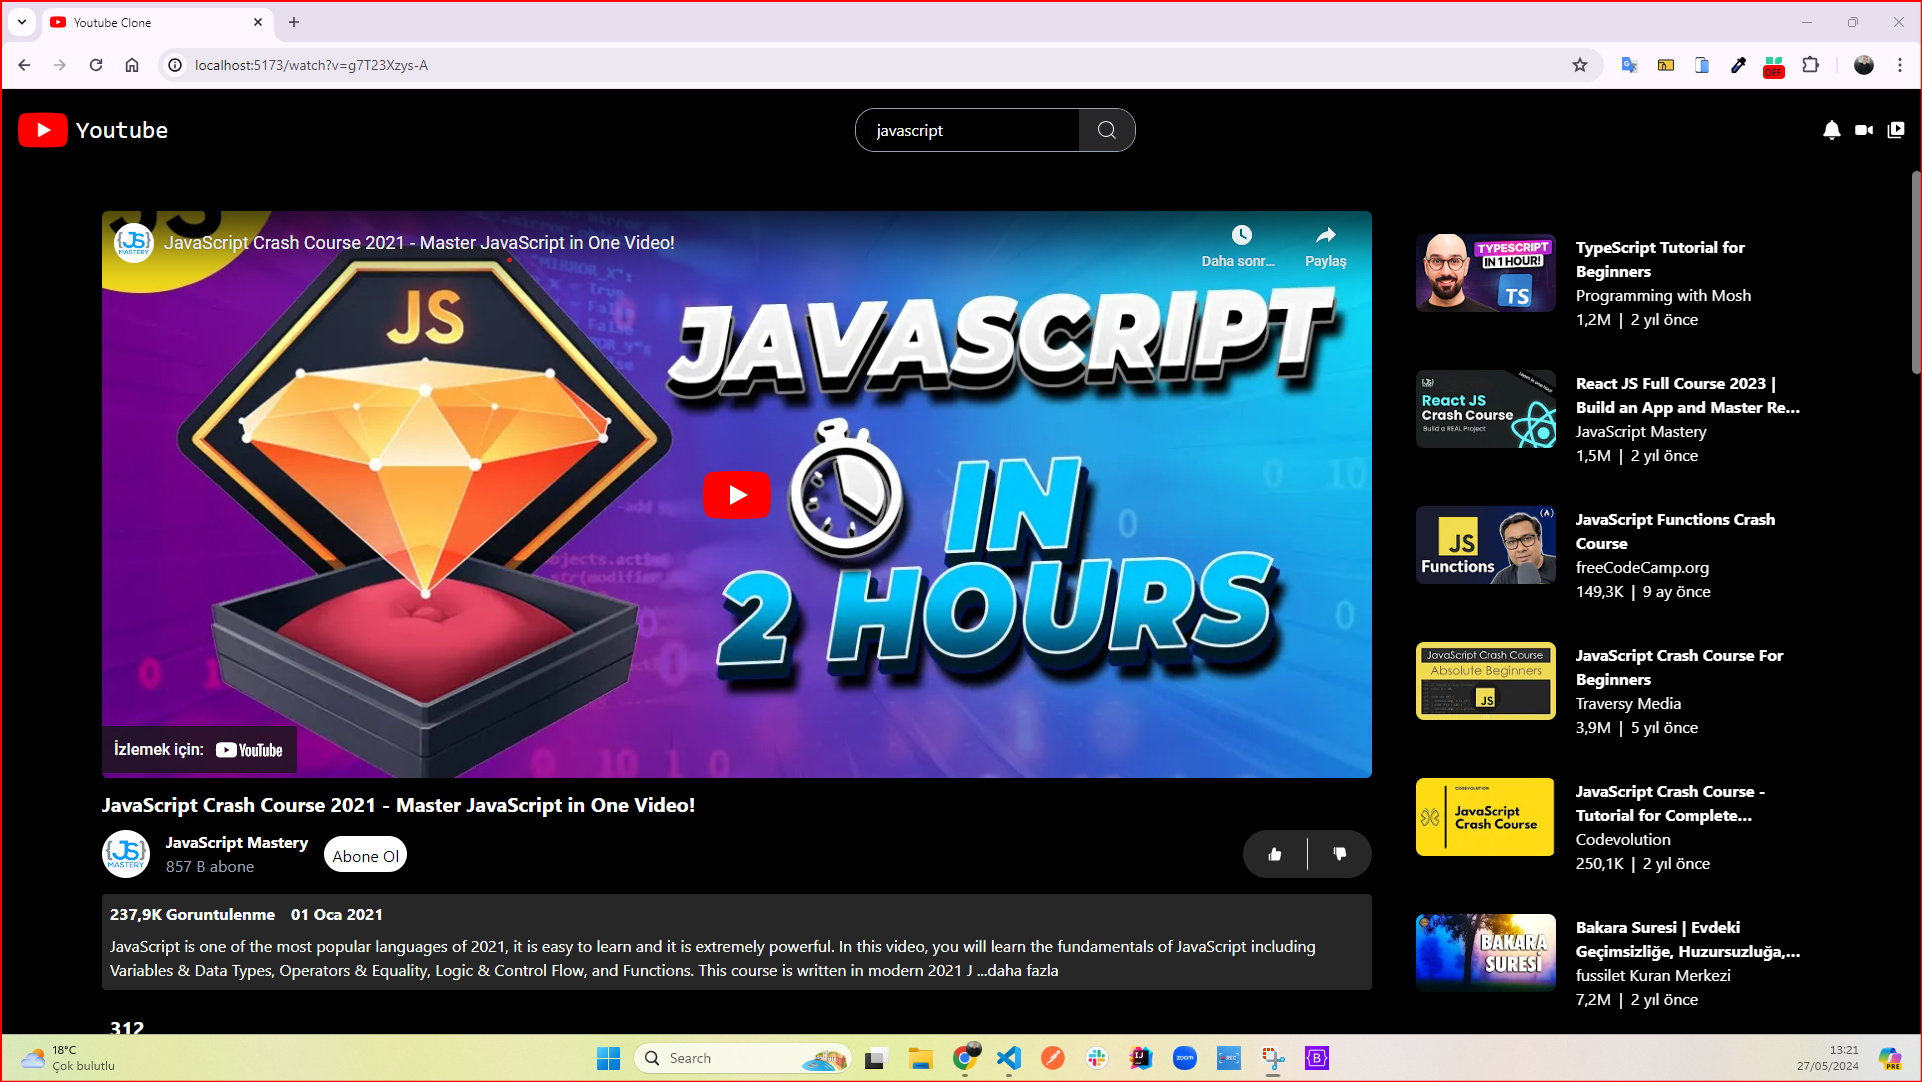 Youtube Clone
localhost:5173/watch?v=g7T23Xzys-A
OFF
Youtube
javascript
JS
MASTERY
JavaScript Crash Course 2021 - Master JavaScript in One Video!
Daha sonr...
Paylaş
JS
JAVASCRIPT
IN
2 HOURS
İzlemek için: YouTube
JavaScript Crash Course 2021 - Master JavaScript in One Video!
JS
MASTERY
JavaScript Mastery
857 B abone
Abone Ol
237,9K Goruntulenme 01 Oca 2021
JavaScript is one of the most popular languages of 2021, it is easy to learn and it is extremely powerful. In this video, you will learn the fundamentals of JavaScript including
Variables & Data Types, Operators & Equality, Logic & Control Flow, and Functions. This course is written in modern 2021 J ...daha fazla
312
TYPESCRIPT
IN 1 HOUR!
TS
TypeScript Tutorial for
Beginners
Programming with Mosh
1,2M | 2 yıl önce
React JS
Crash Course
Build a REAL Project
React JS Full Course 2023 |
Build an App and Master Re...
JavaScript Mastery
1,5M | 2 yıl önce
JS
Functions
JavaScript Functions Crash
Course
freeCodeCamp.org
149,3K | 9 ay önce
JavaScript Crash Course
Absolute Beginners
JS
JavaScript Crash Course For
Beginners
Traversy Media
3,9M | 5 yıl önce
CODEVOLUTION
JavaScript
Crash Course
JavaScript Crash Course -
Tutorial for Complete...
Codevolution
250,1K | 2 yıl önce
BAKARA
SURESİ
Bakara Suresi | Evdeki
Geçimsizliğe, Huzursuzluğa,...
fussilet Kuran Merkezi
7,2M | 2 yıl önce
18°C
Çok bulutlu
Search
zoom
REC
B
13:21
27/05/2024
PRE